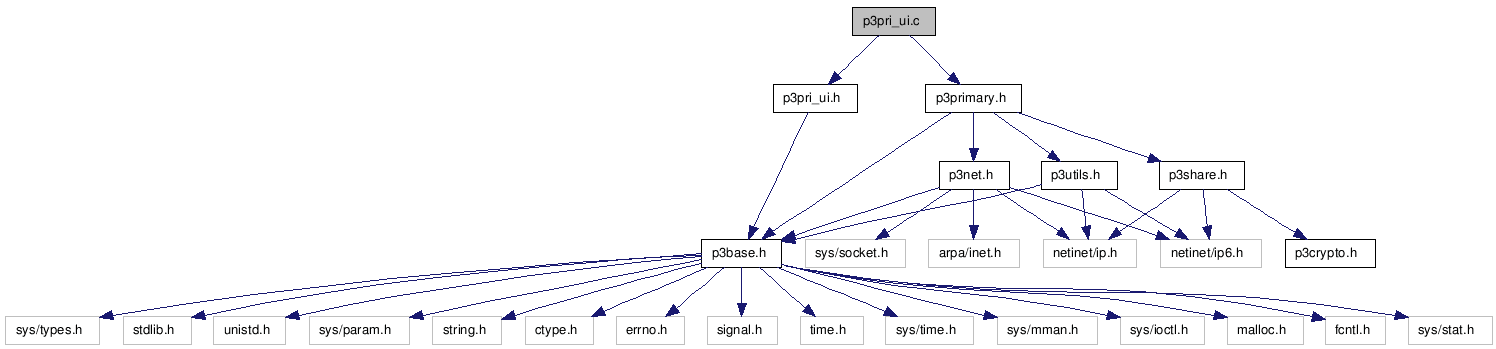 p3pri_ui.c
p3pri_ui.h
p3primary.h
p3net.h
p3utils.h
p3share.h
p3base.h
sys/socket.h
arpa/inet.h
netinet/ip.h
netinet/ip6.h
p3crypto.h
sys/types.h
stdlib.h
unistd.h
sys/param.h
string.h
ctype.h
errno.h
signal.h
time.h
sys/time.h
sys/mman.h
sys/ioctl.h
malloc.h
fcntl.h
sys/stat.h